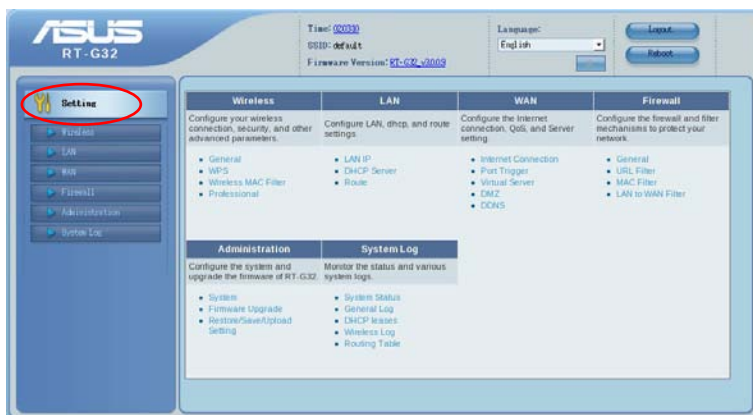 ASUS
RT-G32
Time: 020330
SSID: default
Firmware Version: RT-G32_v3009
Language:
English
Logout
Reboot
Setting
Wireless
LAN
WAN
Firewall
Administration
System Log
Wireless
Configure your wireless
connection, security, and other
advanced parameters.
General
WPS
Wireless MAC Filter
Professional
LAN
Configure LAN, dhcp, and route
settings
LAN IP
DHCP Server
Route
WAN
Configure the Internet
connection, QoS, and Server
setting.
Internet Connection
Port Trigger
Virtual Server
DMZ
DDNS
Firewall
Configure the firewall and filter
mechanisms to protect your
network.
General
URL Filter
MAC Filter
LAN to WAN Filter
Administration
Configure the system and
upgrade the firmware of RT-G32.
System
Firmware Upgrade
Restore/Save/Upload
Setting
System Log
Monitor the status and various
system logs.
System Status
General Log
DHCP leases
Wireless Log
Routing Table